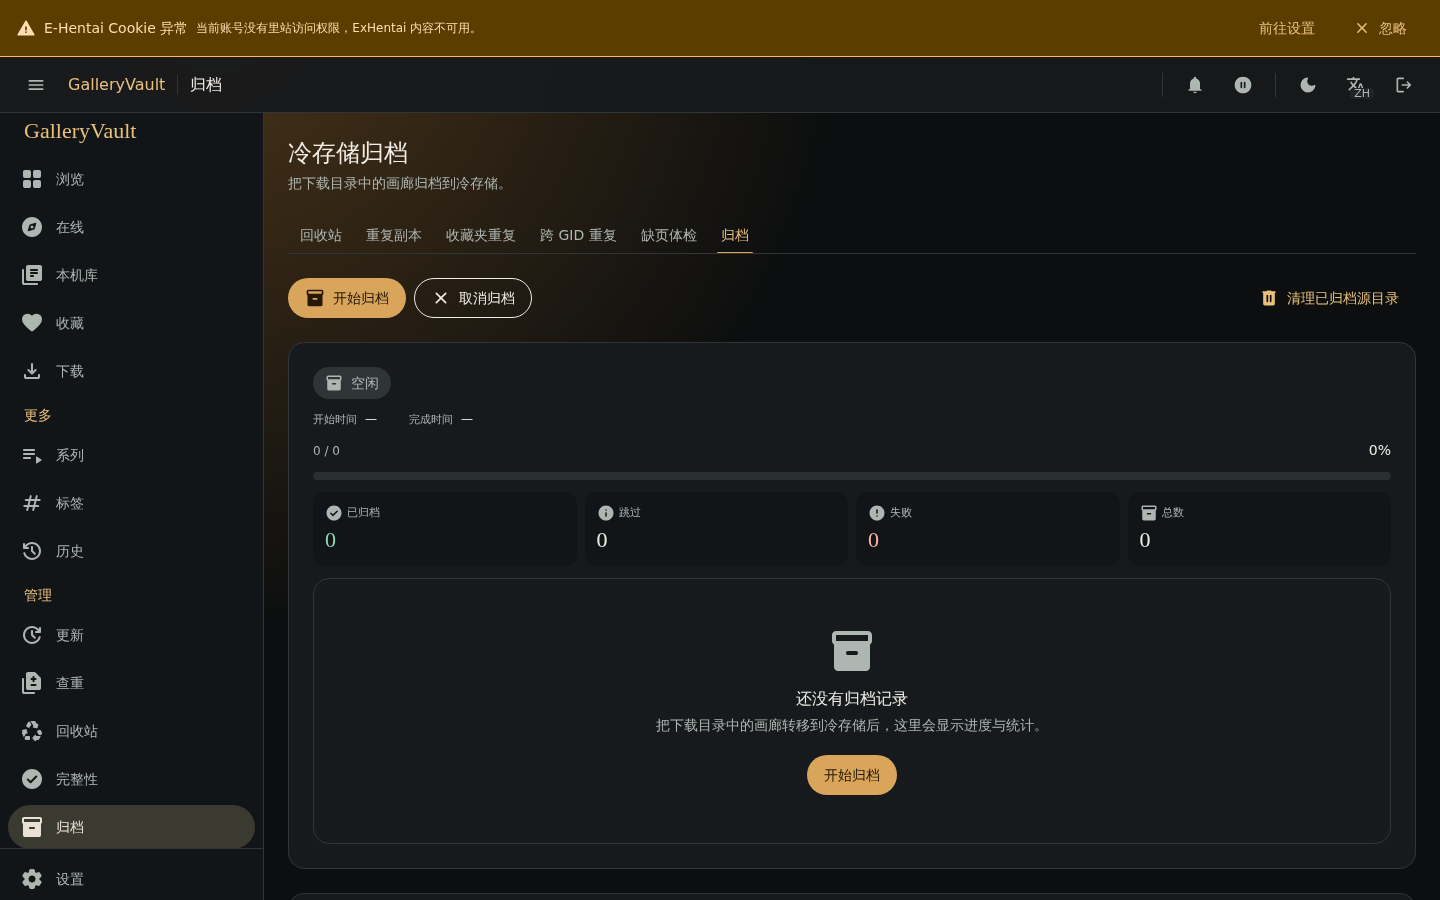 E-Hentai Cookie 异常 当前账号没有里站访问权限，ExHentai 内容不可用。 前往设置 忽略
GalleryVault 归档 ZH
GalleryVault
浏览
在线
本机库
收藏
下载
更多
系列
标签
历史
管理
更新
查重
回收站
完整性
归档
设置
冷存储归档
把下载目录中的画廊归档到冷存储。
回收站 重复副本 收藏夹重复 跨 GID 重复 缺页体检 归档
开始归档 取消归档 清理已归档源目录
空闲
开始时间 — 完成时间 —
0 / 0 0%
已归档 跳过 失败 总数
0 0 0 0
还没有归档记录
把下载目录中的画廊转移到冷存储后，这里会显示进度与统计。
开始归档